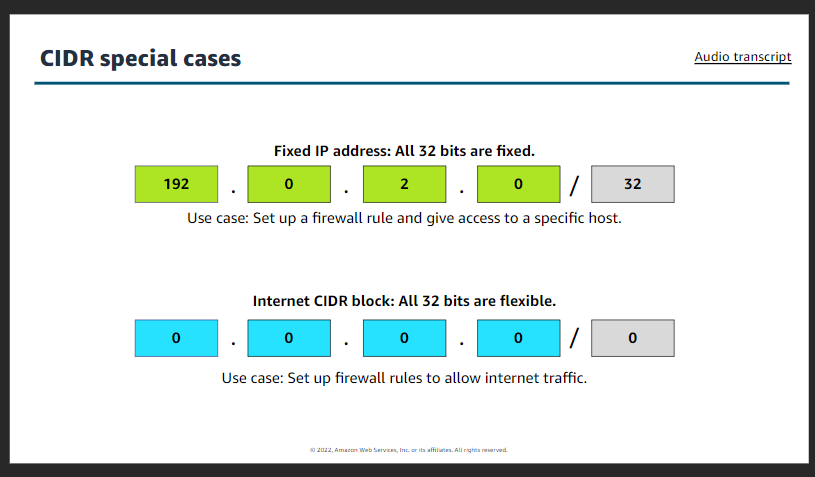 CIDR special cases
Audio transcript
Fixed IP address: All 32 bits are fixed.
192 . 0 . 2 . 0 / 32
Use case: Set up a firewall rule and give access to a specific host.
Internet CIDR block: All 32 bits are flexible.
0 . 0 . 0 . 0 / 0
Use case: Set up firewall rules to allow internet traffic.
© 2022, Amazon Web Services, Inc. or its affiliates. All rights reserved.